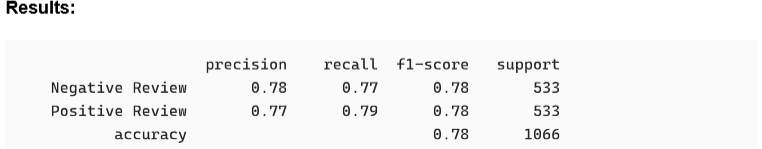 Results:
precision recall f1-score support
Negative Review 0.78 0.77 0.78 533
Positive Review 0.77 0.79 0.78 533
accuracy 0.78 1066